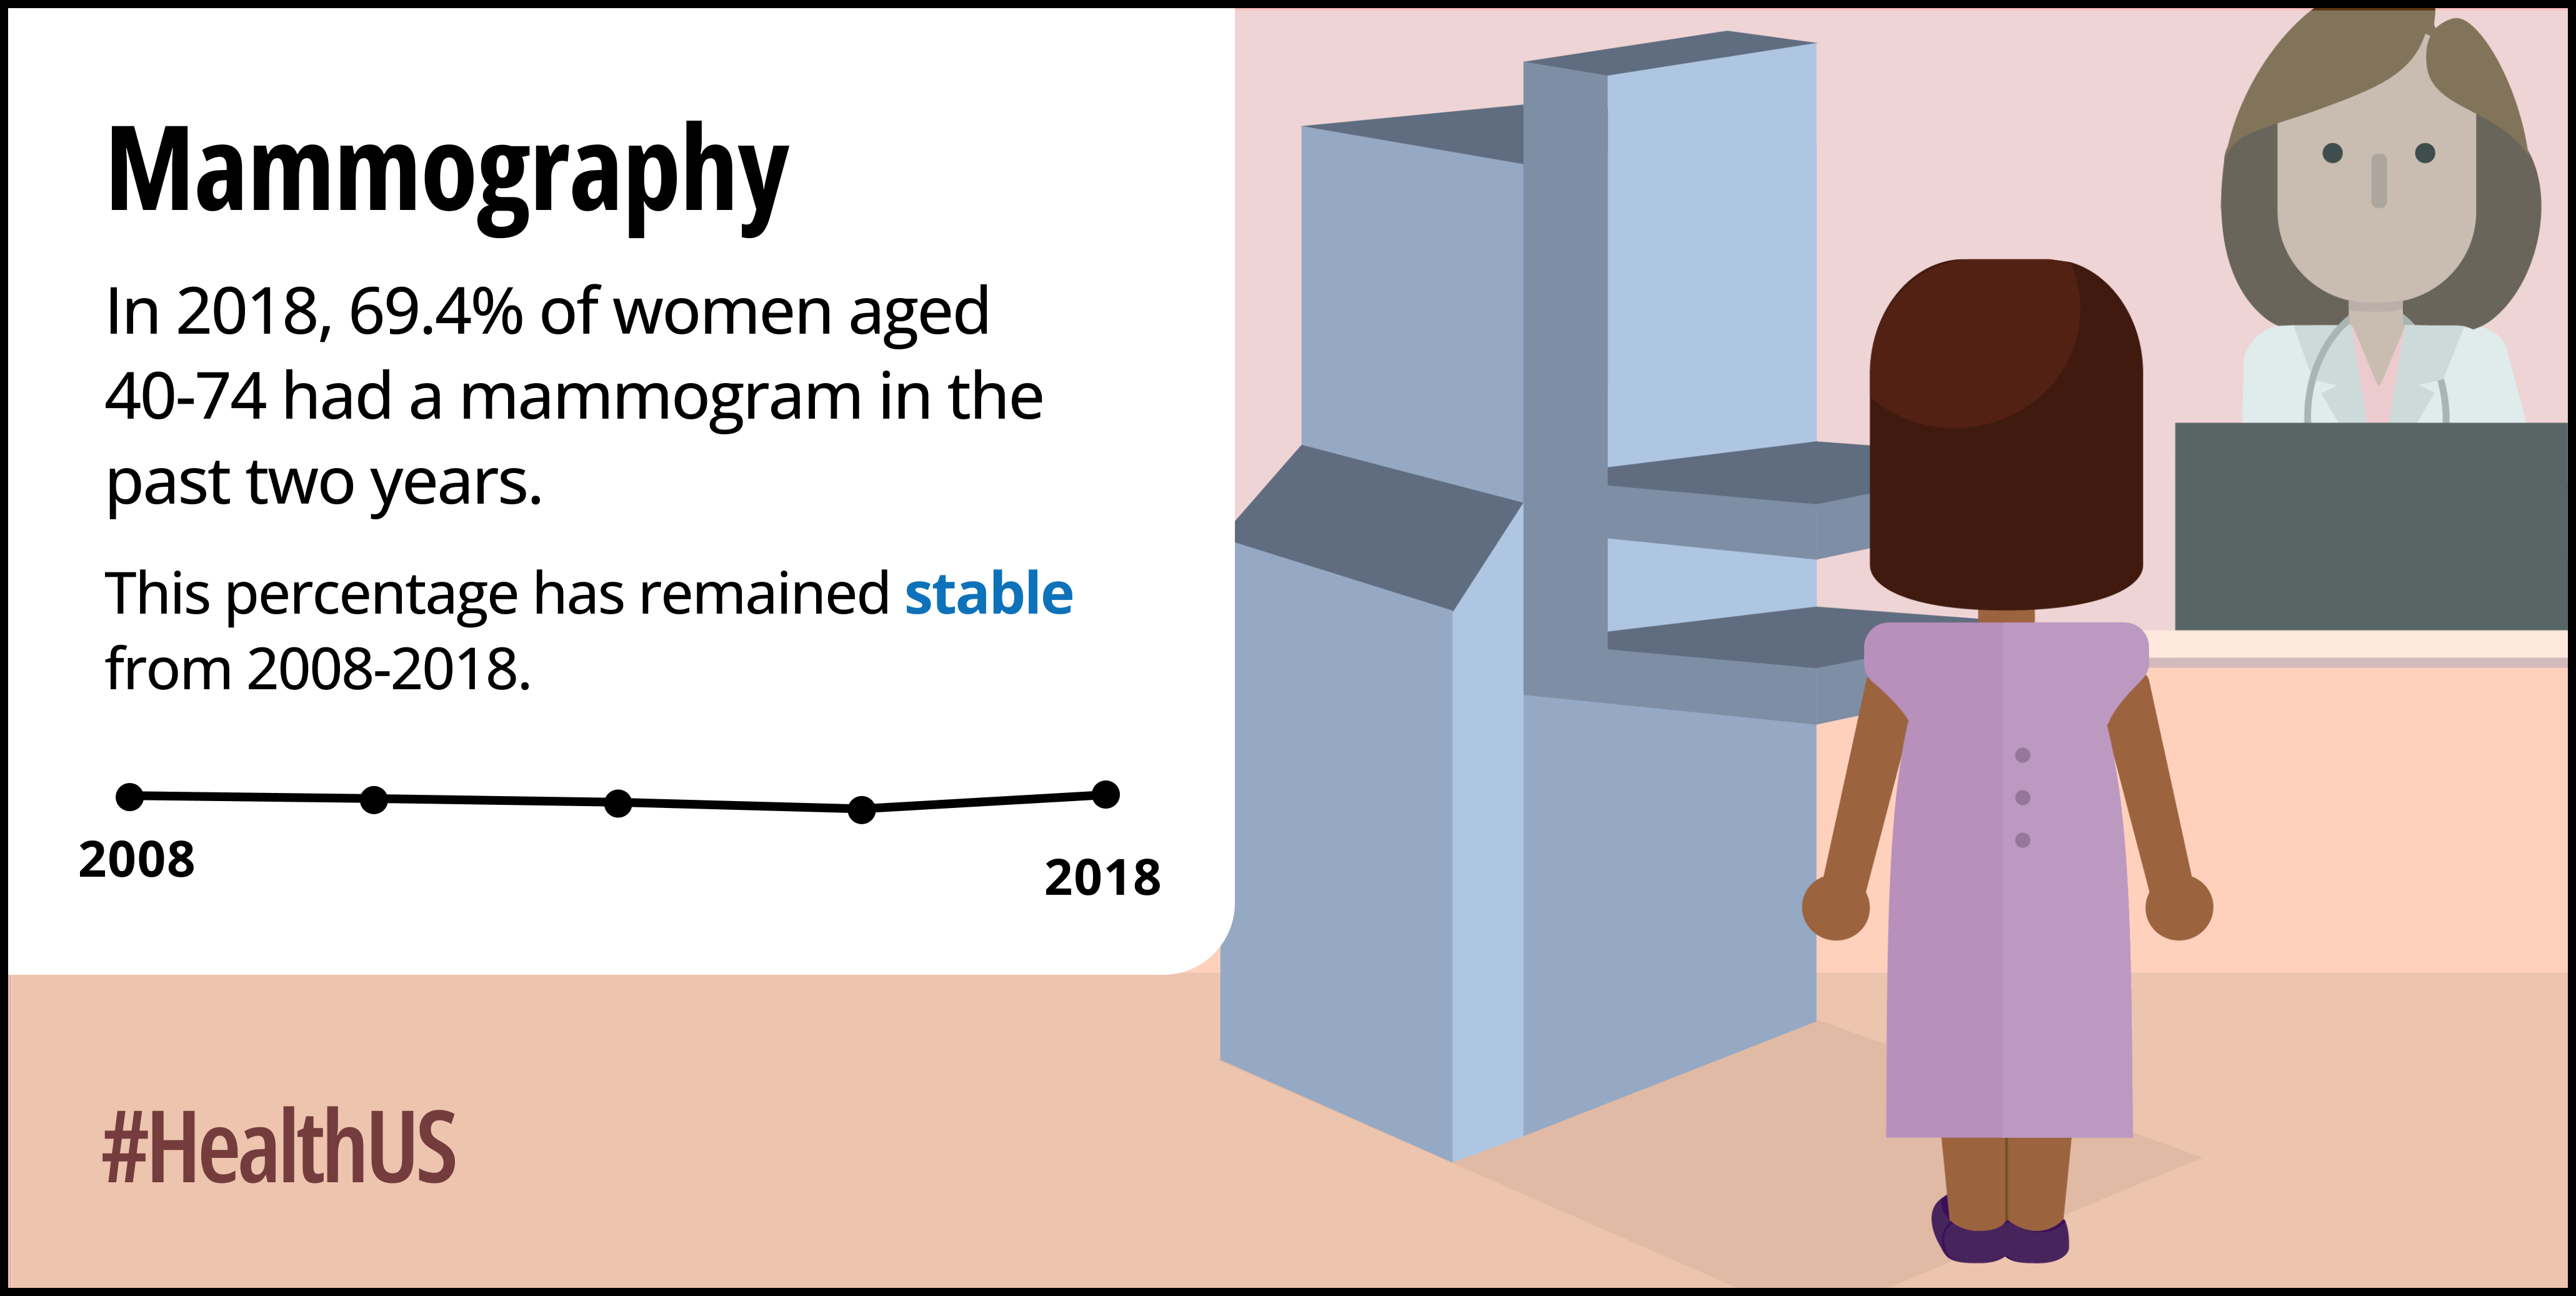 Mammography
In 2018, 69.4% of women aged
40-74 had a mammogram in the
past two years.
This percentage has remained stable
from 2008-2018.
2008
2018
#HealthUS